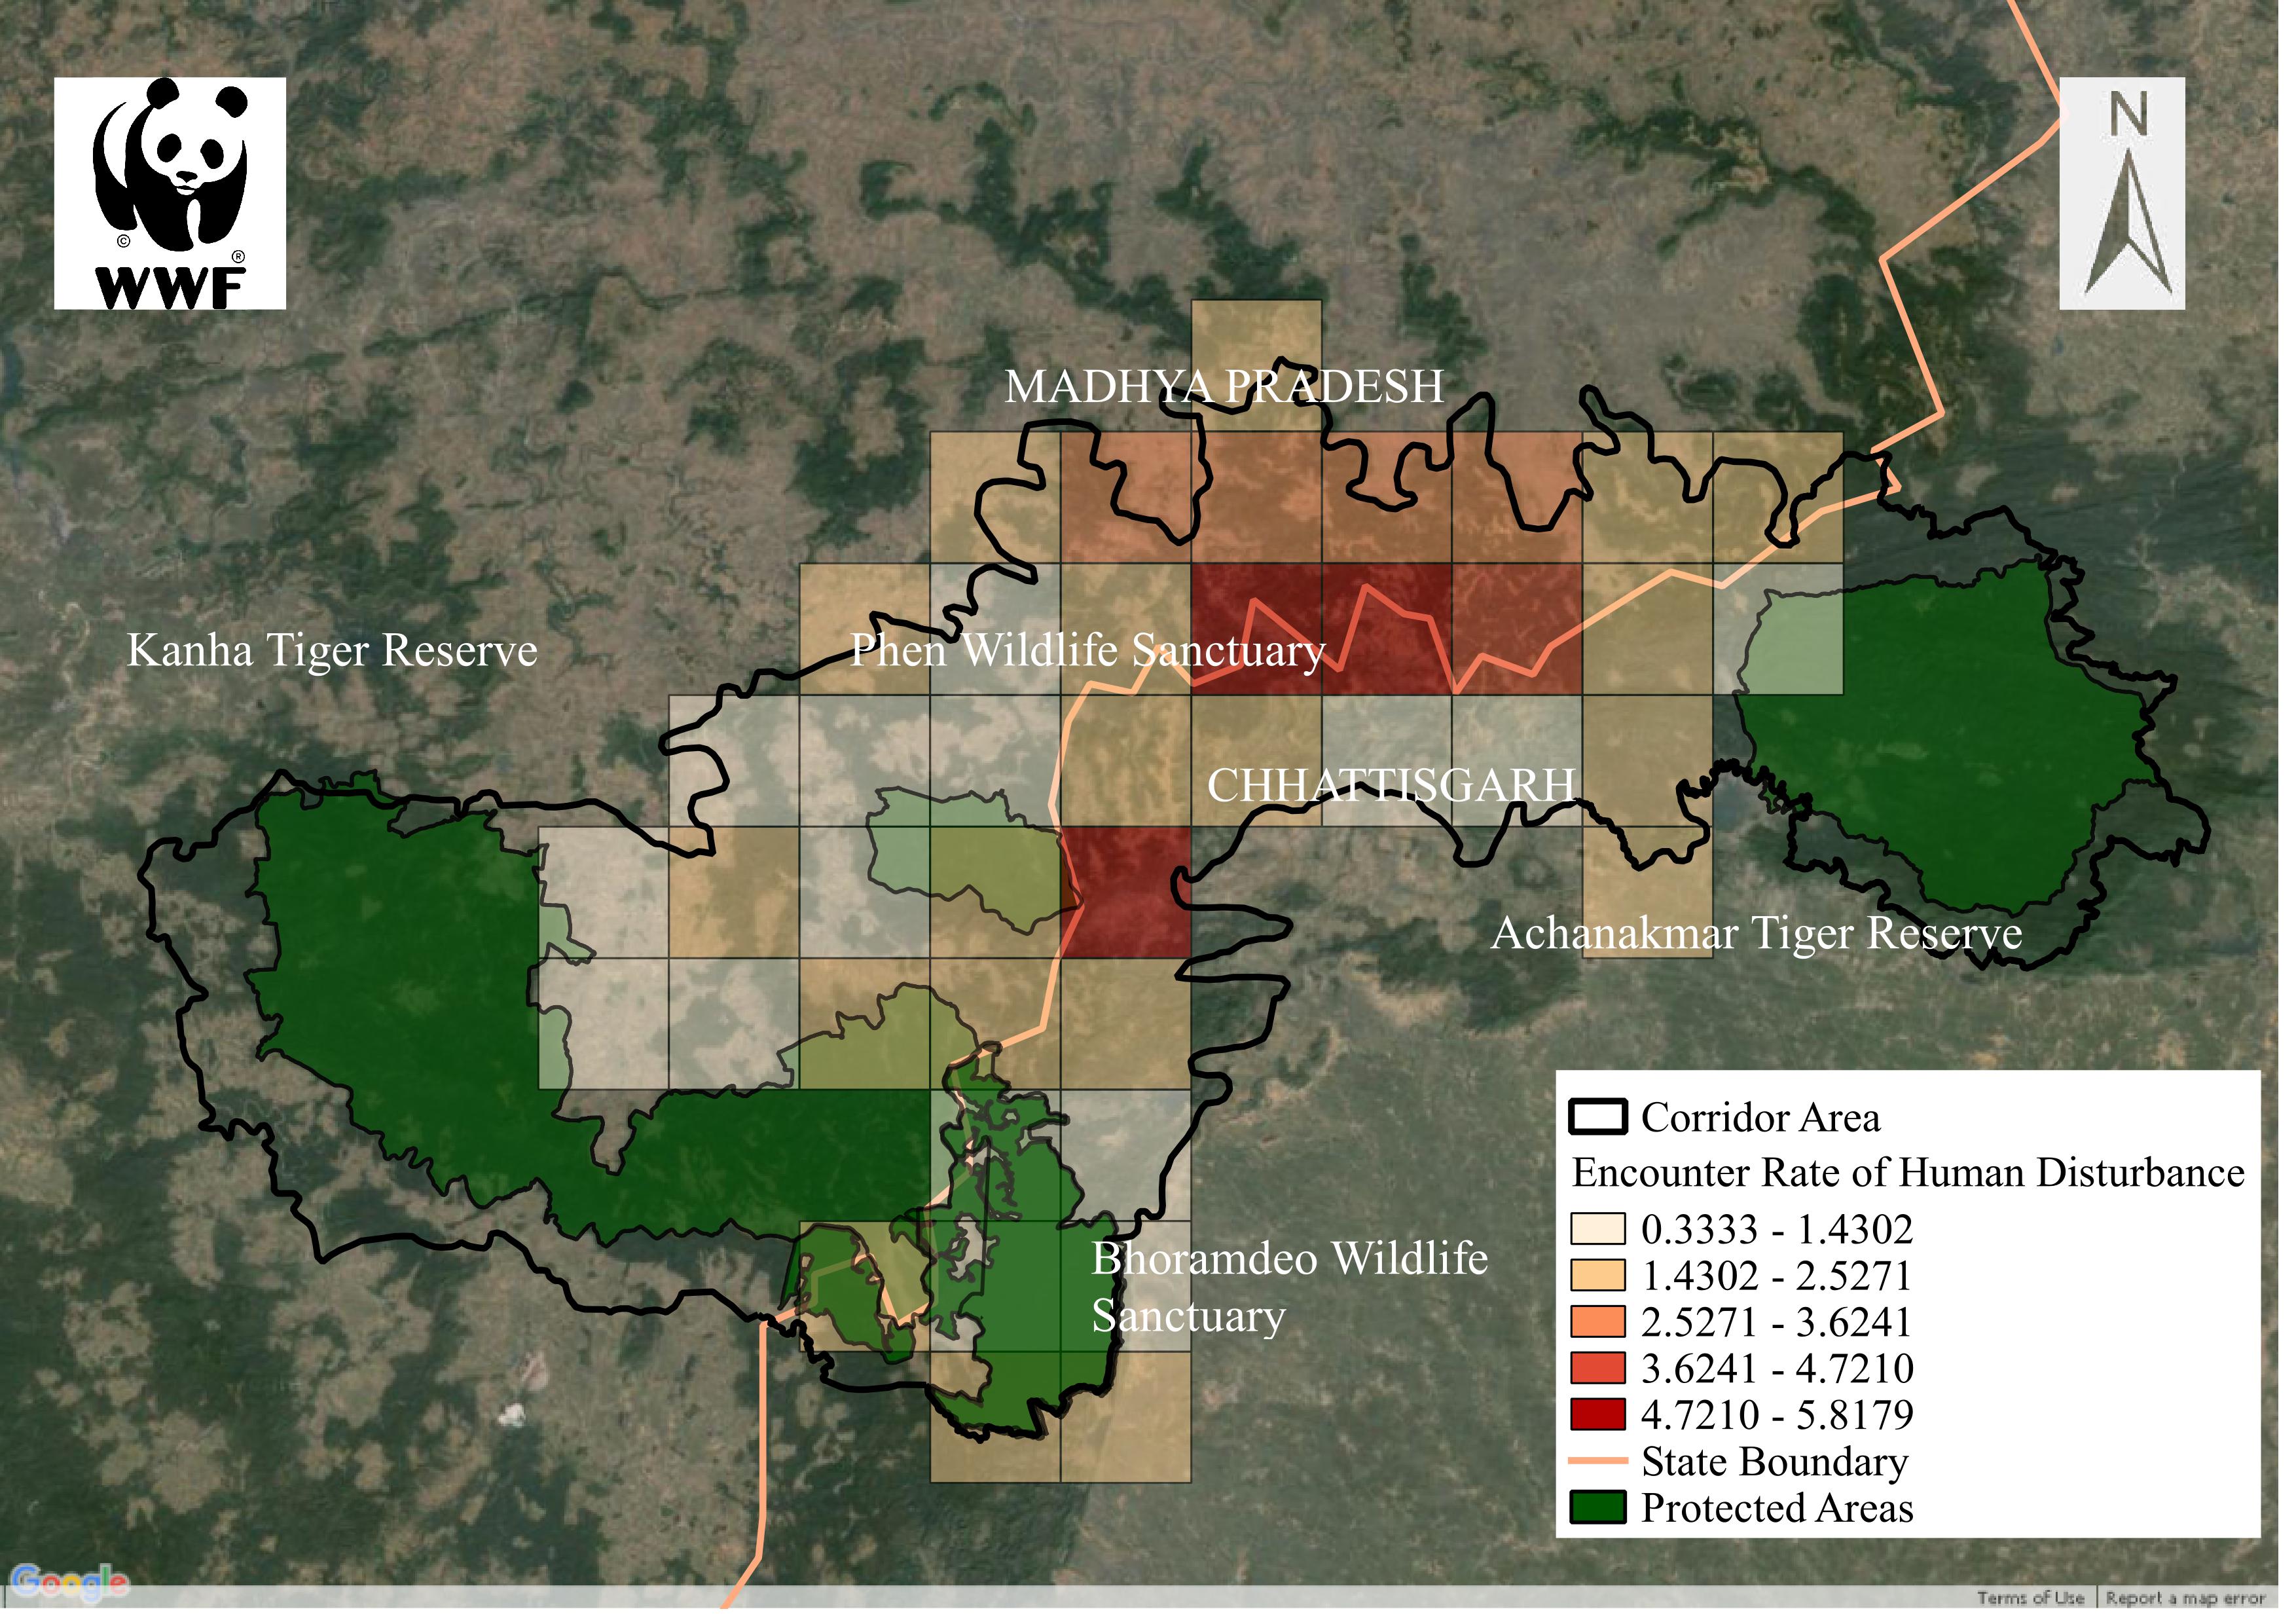 ©
®
WWF
N
MADHYA PRADESH
Kanha Tiger Reserve
Phen Wildlife Sanctuary
CHHATTISGARH
Achanakmar Tiger Reserve
Bhoramdeo Wildlife
Sanctuary
Corridor Area
Encounter Rate of Human Disturbance
0.3333 - 1.4302
1.4302 - 2.5271
2.5271 - 3.6241
3.6241 - 4.7210
4.7210 - 5.8179
State Boundary
Protected Areas
Google
Terms of Use | Report a map error